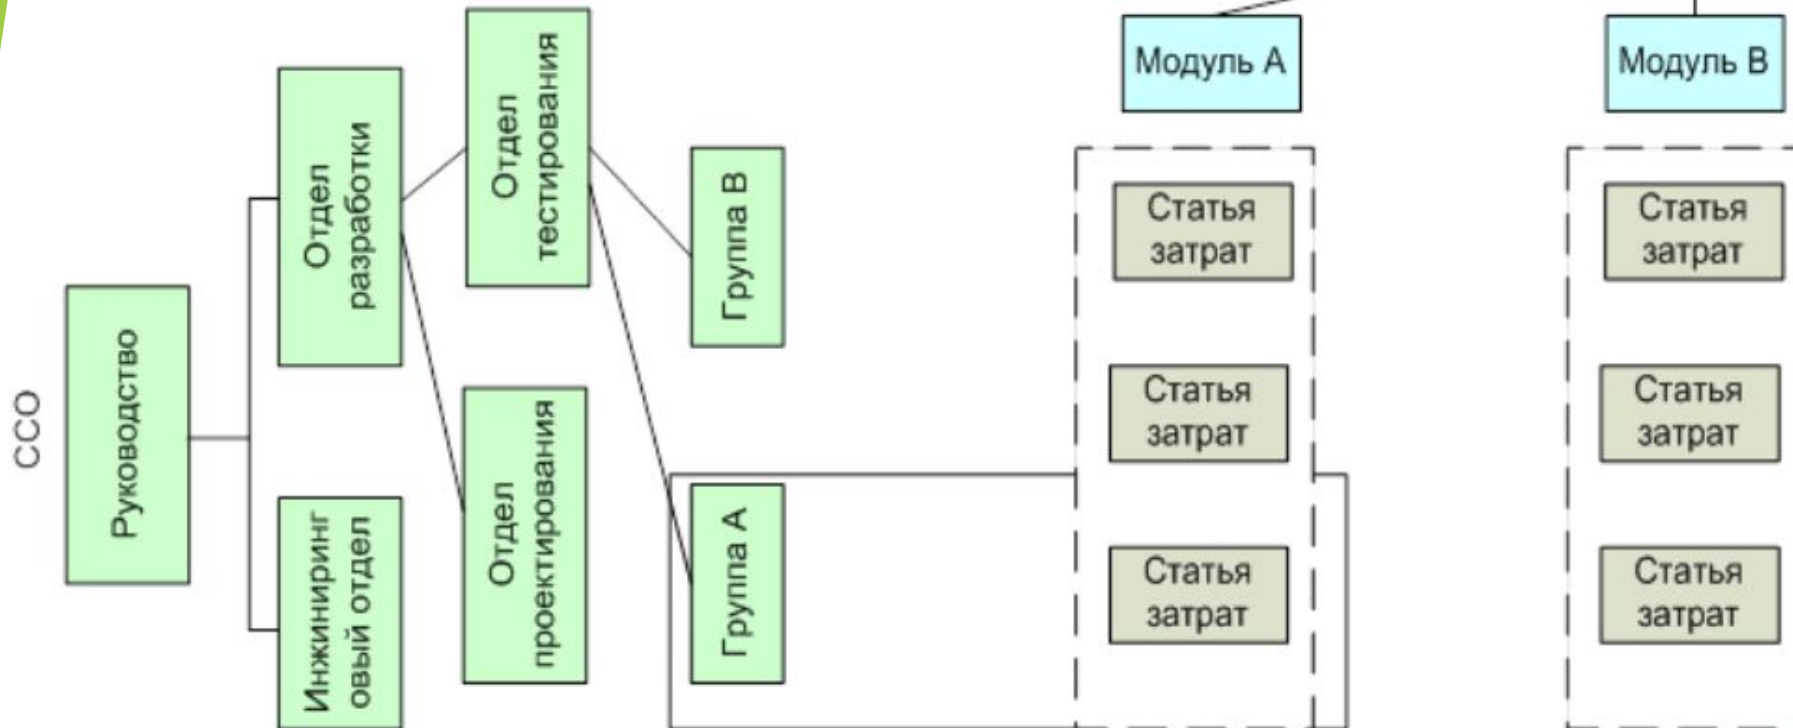 ССО
Руководство
Отдел
разработки
Инжиниринг
овый отдел
Отдел
тестирования
Отдел
проектирования
Группа В
Группа А
Модуль А
Статья
затрат
Статья
затрат
Статья
затрат
Модуль В
Статья
затрат
Статья
затрат
Статья
затрат